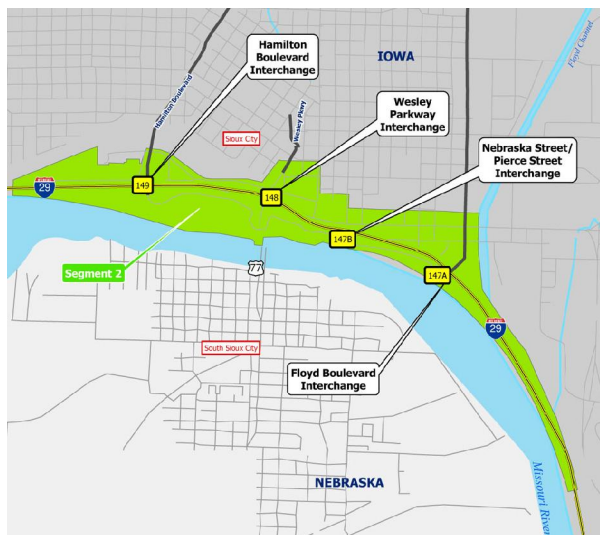 Hamilton
Boulevard
Interchange
IOWA
Floyd Channel
Hamilton Boulevard
Wesley
Parkway
Interchange
Wesley Pkwy
Sioux City
Nebraska Street/
Pierce Street
Interchange
29
149
148
147B
Segment 2
77
147A
29
South Sioux City
Floyd Boulevard
Interchange
NEBRASKA
Missouri River